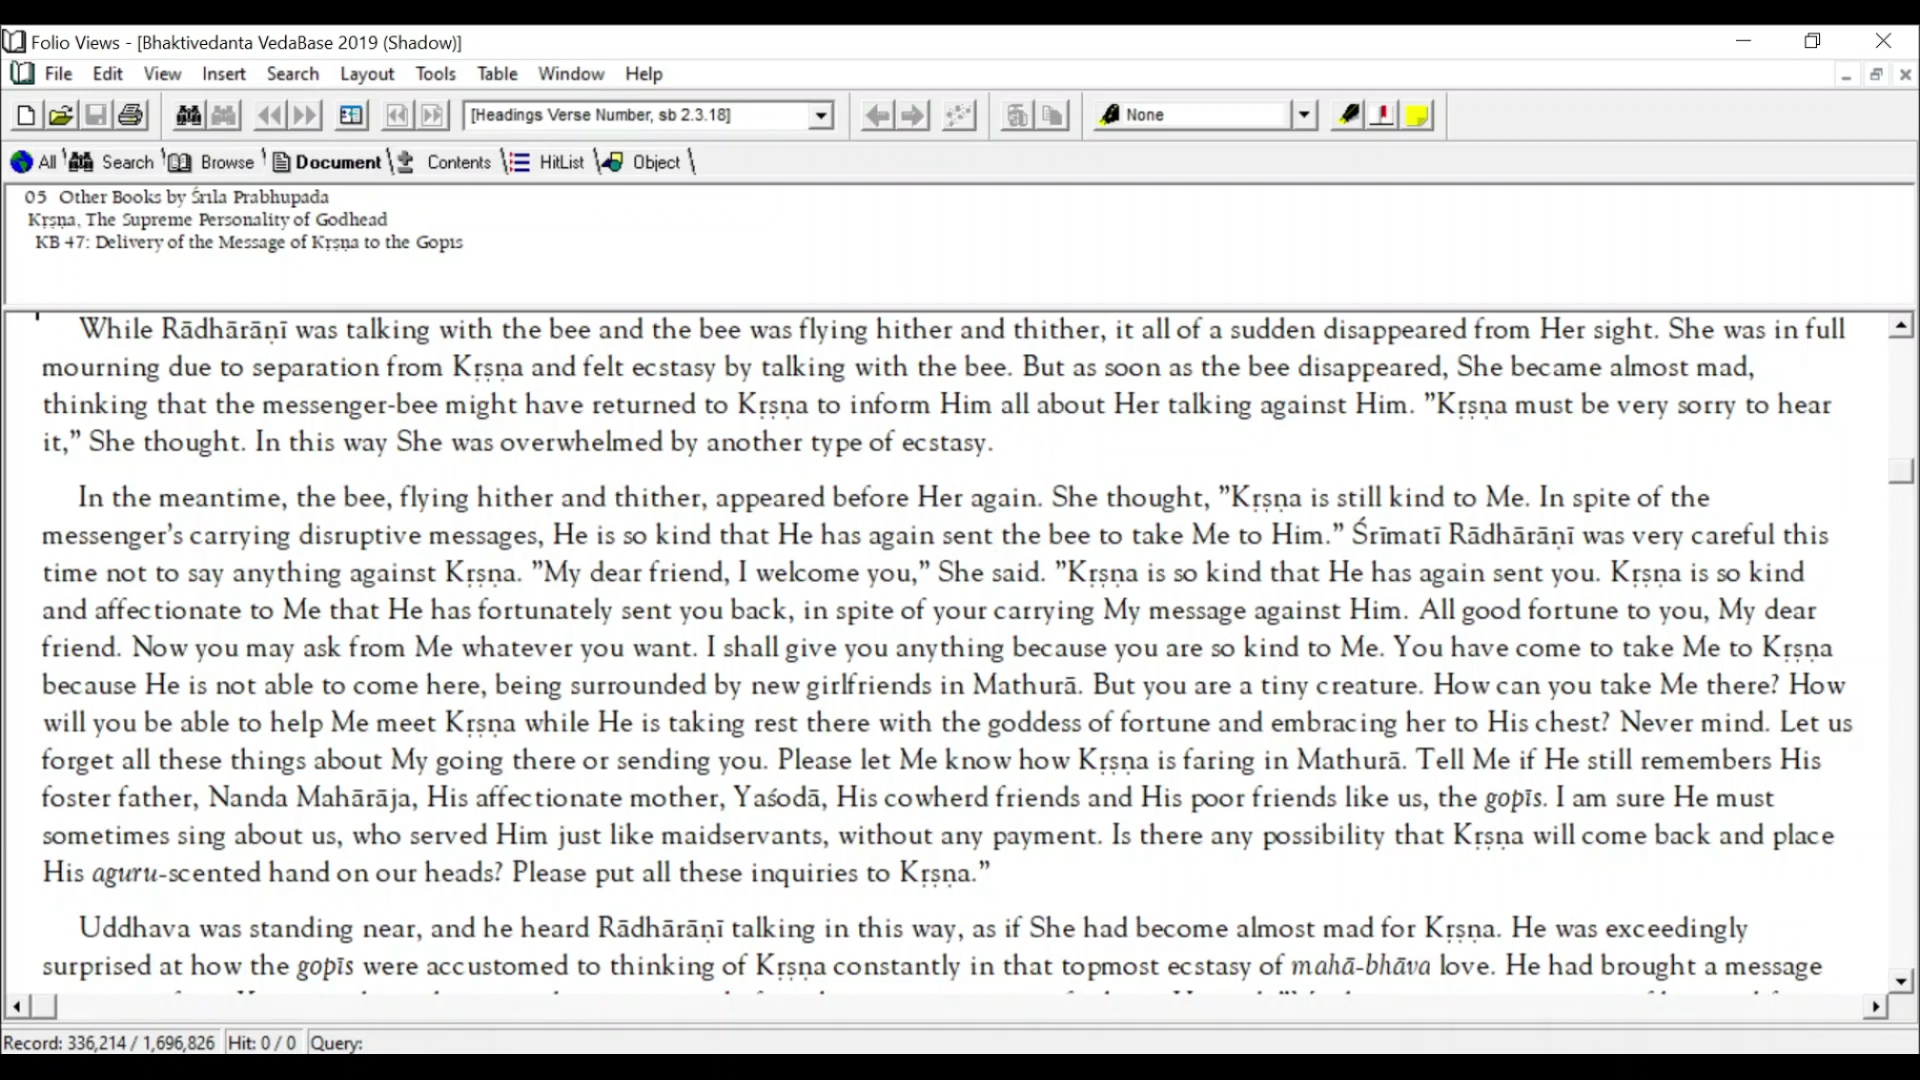 Folio Views - [Bhaktivedanta VedaBase 2019 (Shadow)]
File Edit View Insert Search Layout Tools Table Window Help
[Headings Verse Number, sb 2.3.18] None
All Search Browse Document Contents HitList Object
05 Other Books by Śrīla Prabhupada
Kṛṣṇa, The Supreme Personality of Godhead
KB 47: Delivery of the Message of Kṛṣṇa to the Gopīs
While Rādhārāṇī was talking with the bee and the bee was flying hither and thither, it all of a sudden disappeared from Her sight. She was in full
mourning due to separation from Kṛṣṇa and felt ecstasy by talking with the bee. But as soon as the bee disappeared, She became almost mad,
thinking that the messenger-bee might have returned to Kṛṣṇa to inform Him all about Her talking against Him. ”Kṛṣṇa must be very sorry to hear
it,” She thought. In this way She was overwhelmed by another type of ecstasy.
In the meantime, the bee, flying hither and thither, appeared before Her again. She thought, ”Kṛṣṇa is still kind to Me. In spite of the
messenger’s carrying disruptive messages, He is so kind that He has again sent the bee to take Me to Him.” Śrīmatī Rādhārāṇī was very careful this
time not to say anything against Kṛṣṇa. ”My dear friend, I welcome you,” She said. ”Kṛṣṇa is so kind that He has again sent you. Kṛṣṇa is so kind
and affectionate to Me that He has fortunately sent you back, in spite of your carrying My message against Him. All good fortune to you, My dear
friend. Now you may ask from Me whatever you want. I shall give you anything because you are so kind to Me. You have come to take Me to Kṛṣṇa
because He is not able to come here, being surrounded by new girlfriends in Mathurā. But you are a tiny creature. How can you take Me there? How
will you be able to help Me meet Kṛṣṇa while He is taking rest there with the goddess of fortune and embracing her to His chest? Never mind. Let us
forget all these things about My going there or sending you. Please let Me know how Kṛṣṇa is faring in Mathurā. Tell Me if He still remembers His
foster father, Nanda Mahārāja, His affectionate mother, Yaśodā, His cowherd friends and His poor friends like us, the gopīs. I am sure He must
sometimes sing about us, who served Him just like maidservants, without any payment. Is there any possibility that Kṛṣṇa will come back and place
His aguru-scented hand on our heads? Please put all these inquiries to Kṛṣṇa.”
Uddhava was standing near, and he heard Rādhārāṇī talking in this way, as if She had become almost mad for Kṛṣṇa. He was exceedingly
surprised at how the gopīs were accustomed to thinking of Kṛṣṇa constantly in that topmost ecstasy of mahā-bhāva love. He had brought a message
Record: 336,214 / 1,696,826 Hit: 0 / 0 Query: